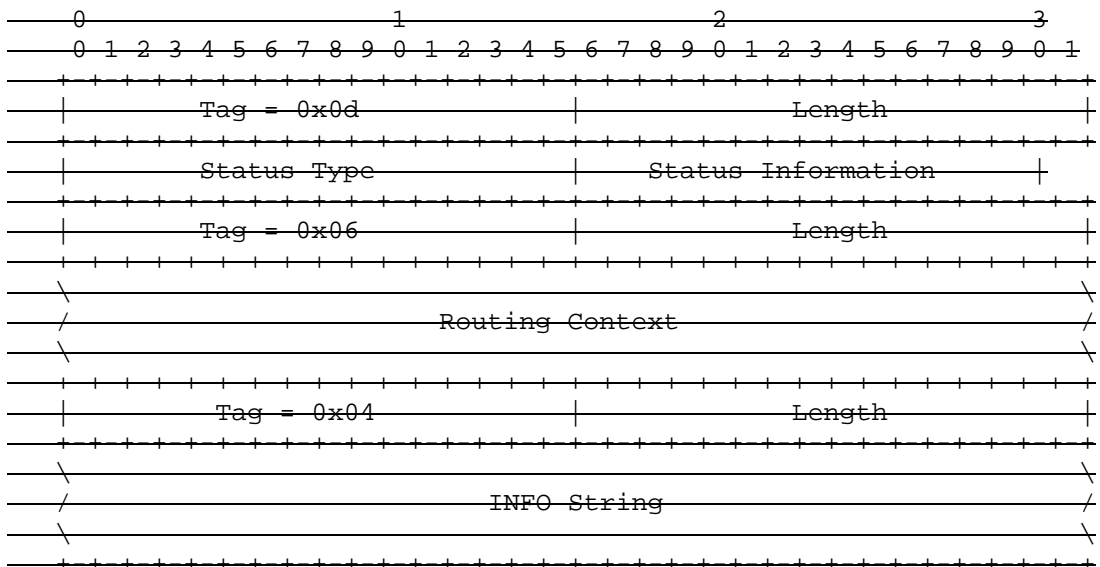 0                   1                   2                   3
0 1 2 3 4 5 6 7 8 9 0 1 2 3 4 5 6 7 8 9 0 1 2 3 4 5 6 7 8 9 0 1
+-+-+-+-+-+-+-+-+-+-+-+-+-+-+-+-+-+-+-+-+-+-+-+-+-+-+-+-+-+-+-+-+
|        Tag = 0x0d             |             Length            |
+-+-+-+-+-+-+-+-+-+-+-+-+-+-+-+-+-+-+-+-+-+-+-+-+-+-+-+-+-+-+-+-+
|        Status Type            |    Status Information      |
+-+-+-+-+-+-+-+-+-+-+-+-+-+-+-+-+-+-+-+-+-+-+-+-+-+-+-+-+-+-+-+-+
|        Tag = 0x06             |             Length            |
+ + + + + + + + + + + + + + + + + + + + + + + + + + + + + + + + +
\                                                               \
/                       Routing Context                         /
\                                                               \
+ + + + + + + + + + + + + + + + + + + + + + + + + + + + + + + + +
|         Tag = 0x04            |             Length            |
+-+-+-+-+-+-+-+-+-+-+-+-+-+-+-+-+-+-+-+-+-+-+-+-+-+-+-+-+-+-+-+-+
\                                                               \
/                          INFO String                          /
\                                                               \
+-+-+-+-+-+-+-+-+-+-+-+-+-+-+-+-+-+-+-+-+-+-+-+-+-+-+-+-+-+-+-+-+